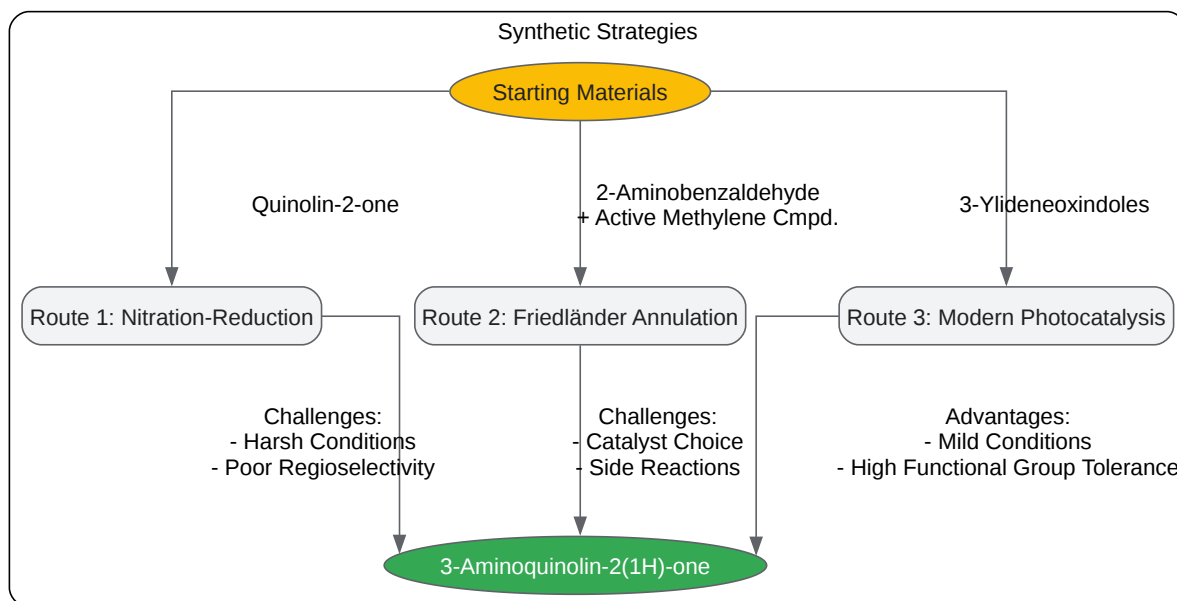 Synthetic Strategies
Starting Materials
Quinolin-2-one
2-Aminobenzaldehyde
+ Active Methylene Cmpd.
3-Ylideneoxindoles
Route 1: Nitration-Reduction
Route 2: Friedländer Annulation
Route 3: Modern Photocatalysis
Challenges:
- Harsh Conditions
- Poor Regioselectivity
Challenges:
- Catalyst Choice
- Side Reactions
Advantages:
- Mild Conditions
- High Functional Group Tolerance
3-Aminoquinolin-2(1H)-one